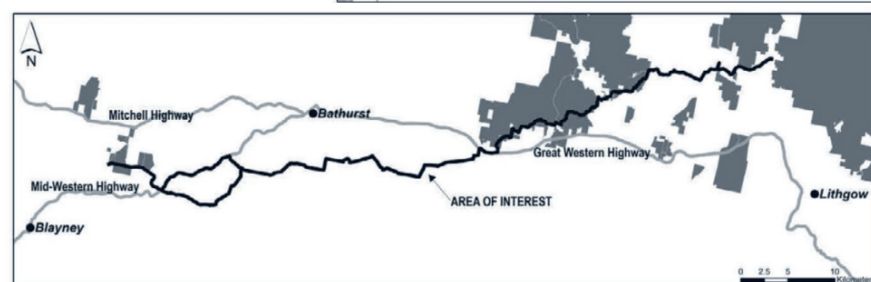 N
Mitchell Highway
Bathurst
Great Western Highway
Mid-Western Highway
AREA OF INTEREST
Lithgow
Blayney
0 2.5 5 10
Kilometers